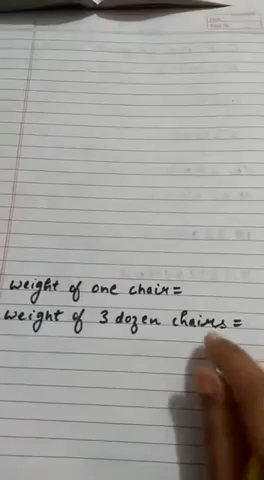 weight of one chair=
weight of 3 dozen chairs=